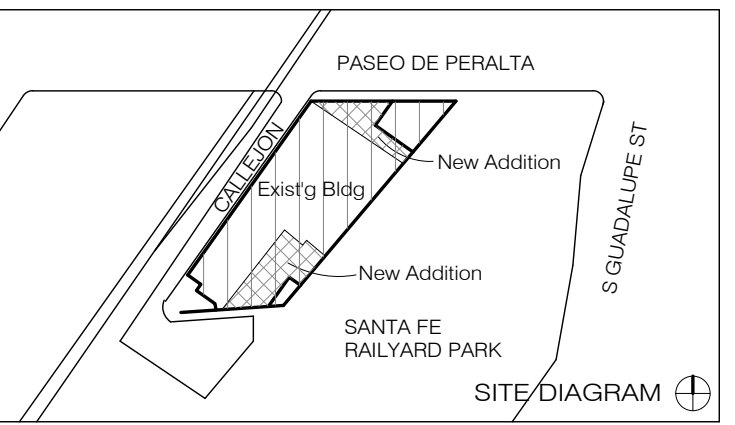 PASEO DE PERALTA
CALLEJON
Exist'g Bldg
New Addition
S GUADALUPE ST
New Addition
SANTA FE
RAILYARD PARK
SITE DIAGRAM